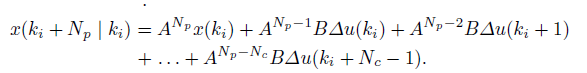 .
x(k_i + N_p | k_i) = A^{N_p} x(k_i) + A^{N_p−1} BΔu(k_i) + A^{N_p−2} BΔu(k_i + 1)
+ . . . + A^{N_p−N_c} BΔu(k_i + N_c − 1).